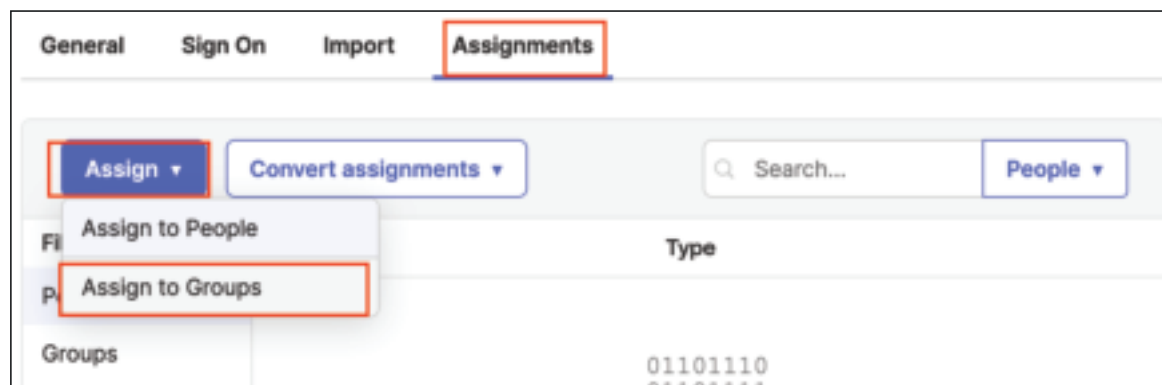 General Sign On Import Assignments
Assign ▾ Convert assignments ▾ Search... People ▾
Assign to People
Fi Type
Assign to Groups
P
Groups
01101110